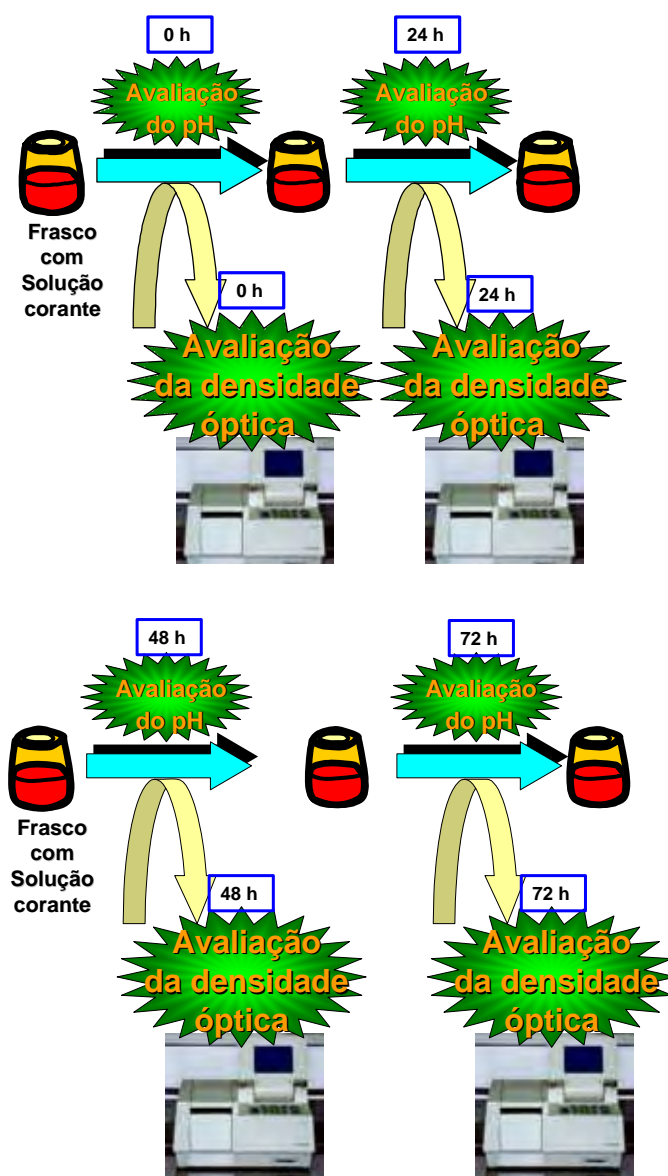 0 h
24 h
Avaliação
do pH
Avaliação
do pH
Frasco
com
Solução
corante
0 h
24 h
Avaliação
da densidade
óptica
Avaliação
da densidade
óptica
48 h
72 h
Avaliação
do pH
Avaliação
do pH
Frasco
com
Solução
corante
48 h
72 h
Avaliação
da densidade
óptica
Avaliação
da densidade
óptica